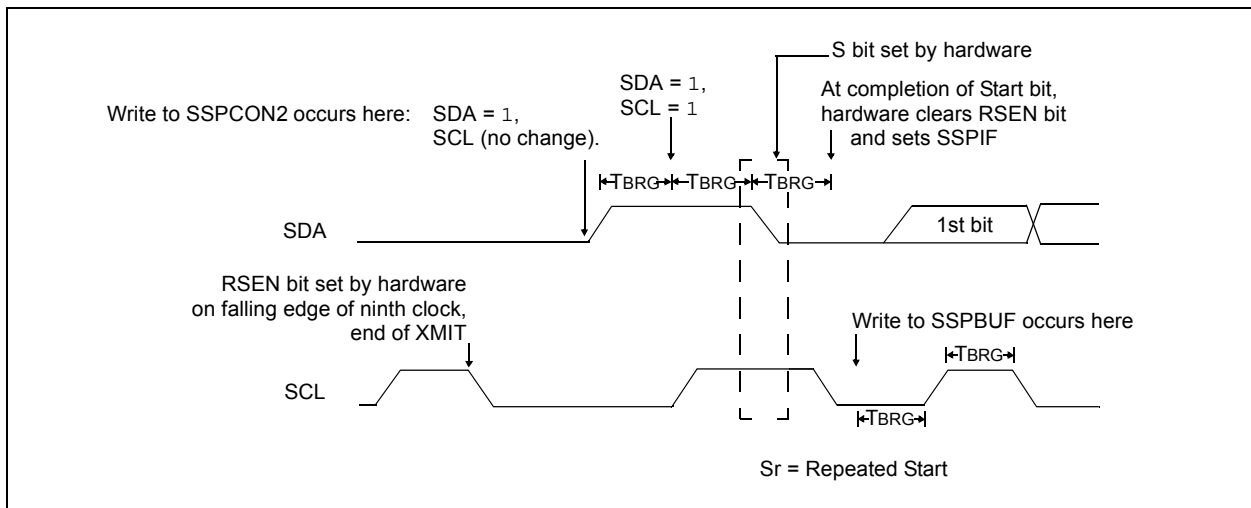 S bit set by hardware
SDA = 1,
SCL = 1
At completion of Start bit,
hardware clears RSEN bit
and sets SSPIF
Write to SSPCON2 occurs here:
SDA = 1,
SCL (no change).
TBRG
TBRG
TBRG
SDA
1st bit
RSEN bit set by hardware
on falling edge of ninth clock,
end of XMIT
Write to SSPBUF occurs here
TBRG
SCL
TBRG
Sr = Repeated Start